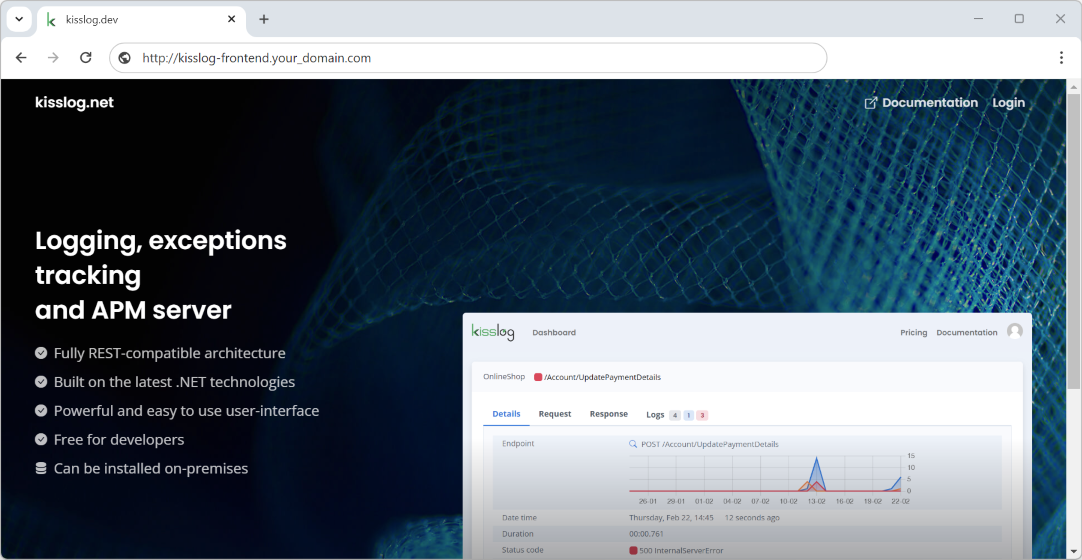 kisslog.dev
http://kisslog-frontend.your_domain.com
kisslog.net
Documentation Login
Logging, exceptions
tracking
and APM server
Fully REST-compatible architecture
Built on the latest .NET technologies
Powerful and easy to use user-interface
Free for developers
Can be installed on-premises
kisslog Dashboard Pricing Documentation
OnlineShop /Account/UpdatePaymentDetails
Details Request Response Logs 4 1 3
Endpoint POST /Account/UpdatePaymentDetails
15
10
5
0
26-01 29-01 01-02 04-02 07-02 10-02 13-02 16-02 19-02 22-02
Date time Thursday, Feb 22, 14:45 12 seconds ago
Duration 00:00.761
Status code 500 InternalServerError